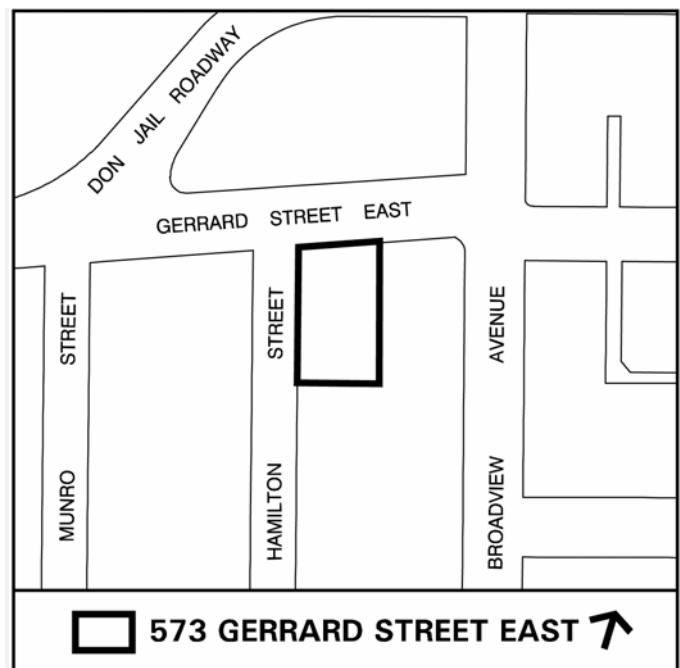 DON JAIL ROADWAY
GERRARD STREET EAST
MUNRO STREET
HAMILTON STREET
BROADVIEW AVENUE
573 GERRARD STREET EAST